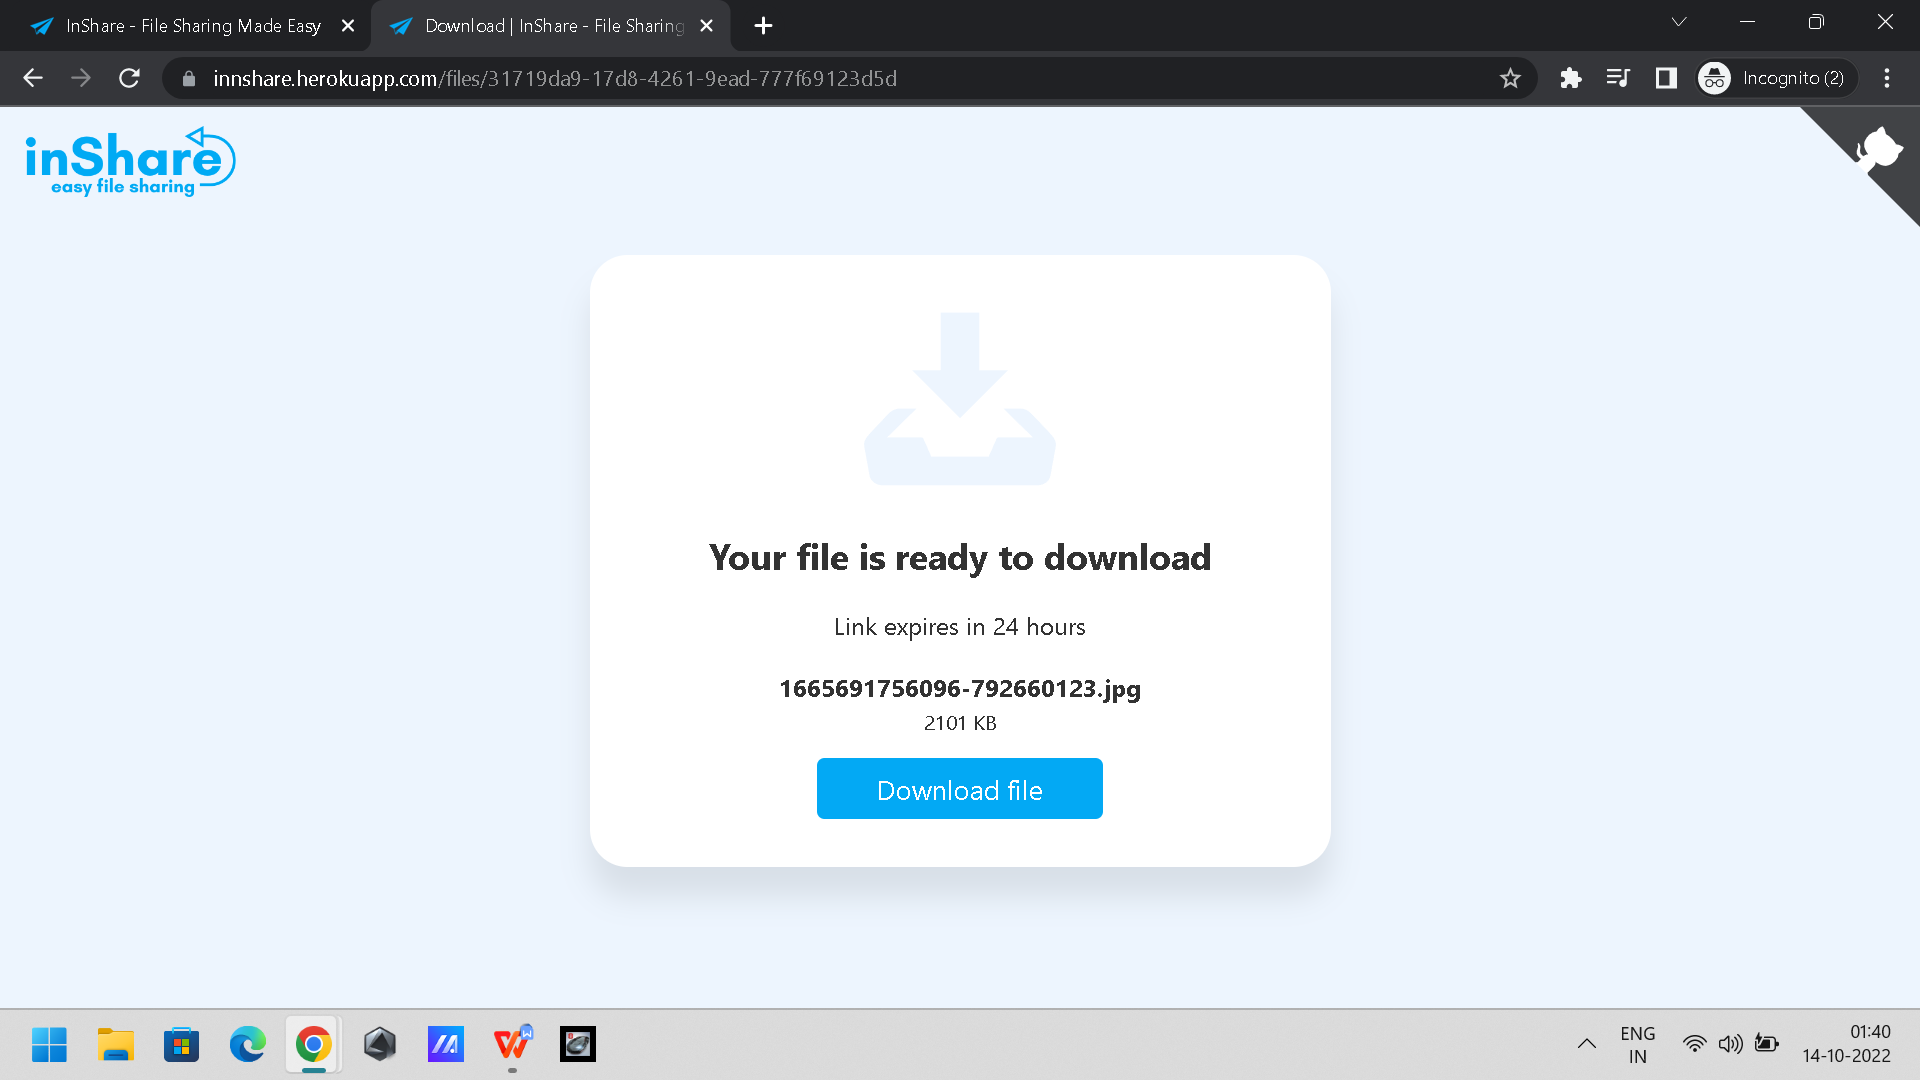 InShare - File Sharing Made Easy
Download | InShare - File Sharing
innshare.herokuapp.com/files/31719da9-17d8-4261-9ead-777f69123d5d
Incognito (2)
inShare
easy file sharing
Your file is ready to download
Link expires in 24 hours
1665691756096-792660123.jpg
2101 KB
Download file
ENG
IN
01:40
14-10-2022